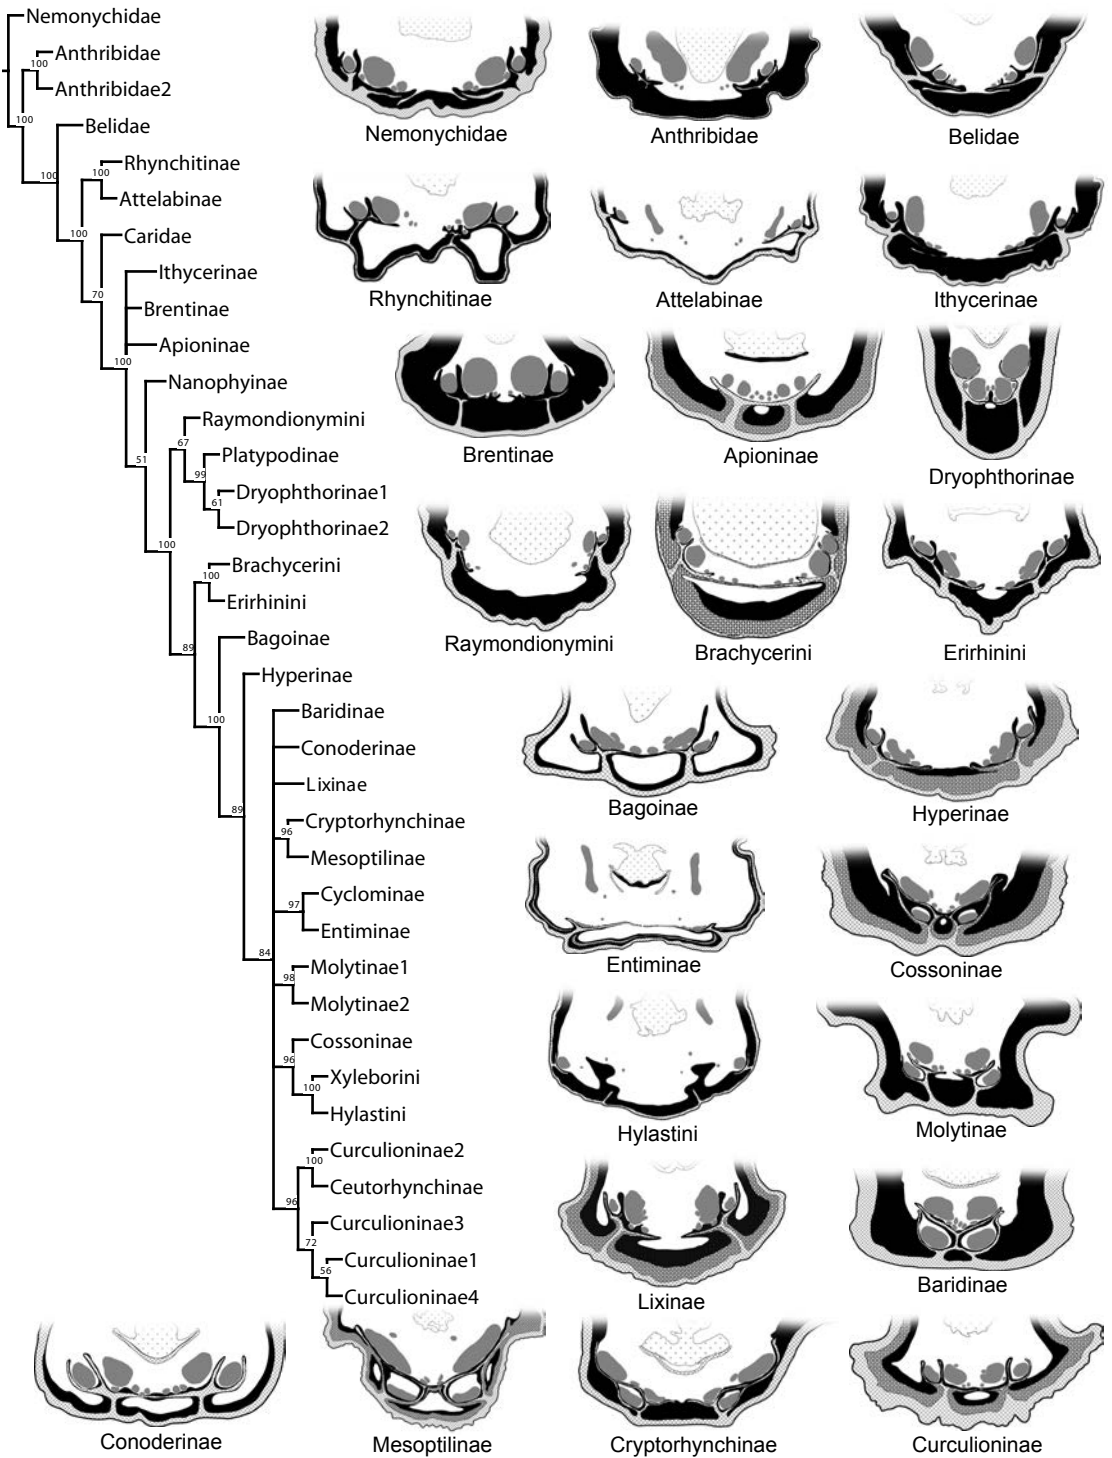 Nemonychidae
Anthribidae
100
Anthribidae2
100
Belidae
Rhynchitinae
100
100
Attelabinae
Caridae
100
Ithycerinae
70
Brentinae
Apioninae
100
Nanophyinae
Raymondionymini
67
Platypodinae
51
99
Dryophthorinae1
61
Dryophthorinae2
100
Brachycerini
100
Erirhinini
Bagoinae
89
Hyperinae
Baridinae
100
Conoderinae
Lixinae
89
Cryptorhynchinae
96
Mesoptilinae
Cyclominae
97
Entiminae
84
Molytinae1
98
Molytinae2
Cossoninae
96
Xyleborini
100
Hylastini
Curculioninae2
100
Ceutorhynchinae
96
Curculioninae3
72
Curculioninae1
56
Curculioninae4
Nemonychidae
Anthribidae
Belidae
Rhynchitinae
Attelabinae
Ithycerinae
Brentinae
Apioninae
Dryophthorinae
Raymondionymini
Brachycerini
Erirhinini
Bagoinae
Hyperinae
Entiminae
Cossoninae
Hylastini
Molytinae
Lixinae
Baridinae
Conoderinae
Mesoptilinae
Cryptorhynchinae
Curculioninae